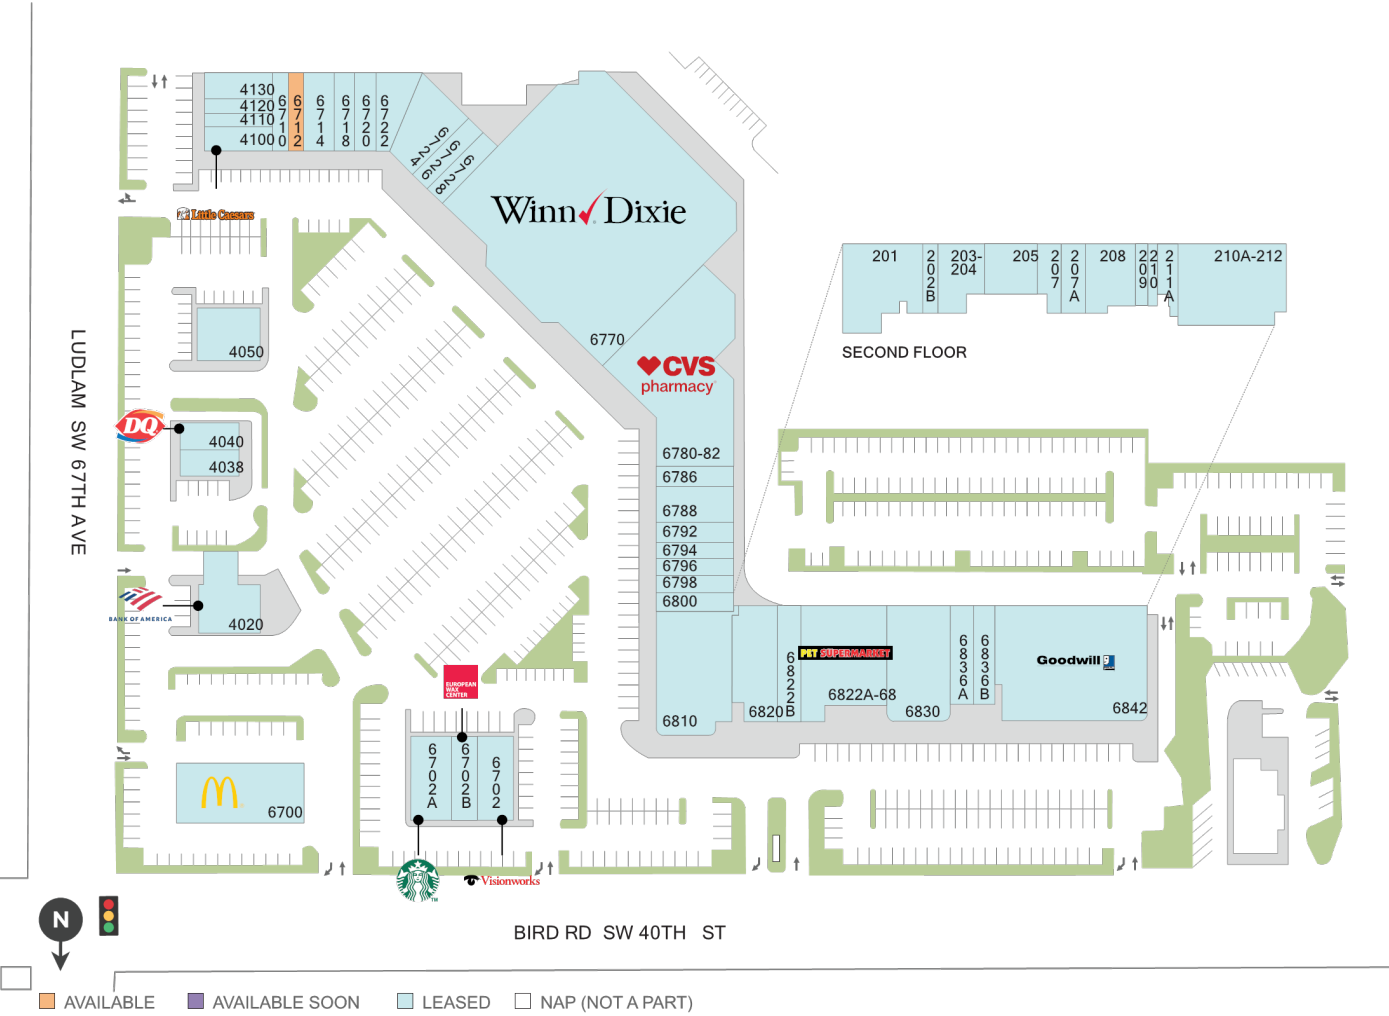 4130
4120
4110
4100
6710
6712
6714
6718
6720
6722
6724
6726
6728
Little Caesars
Winn Dixie
6770
CVS
pharmacy
201
202B
203-
204
205
207
207A
208
209
210
211A
210A-212
SECOND FLOOR
4050
DQ
4040
4038
LUDLAM SW 67TH AVE
BANK OF AMERICA
4020
6780-82
6786
6788
6792
6794
6796
6798
6800
6810
6820
6822B
PET SUPERMARKET
6822A-68
6830
6836A
6836B
Goodwill
6842
EUROPEAN
WAX
CENTER
6702A
6702B
6702
6700
Visionworks
TM
N
BIRD RD SW 40TH ST
AVAILABLE
AVAILABLE SOON
LEASED
NAP (NOT A PART)